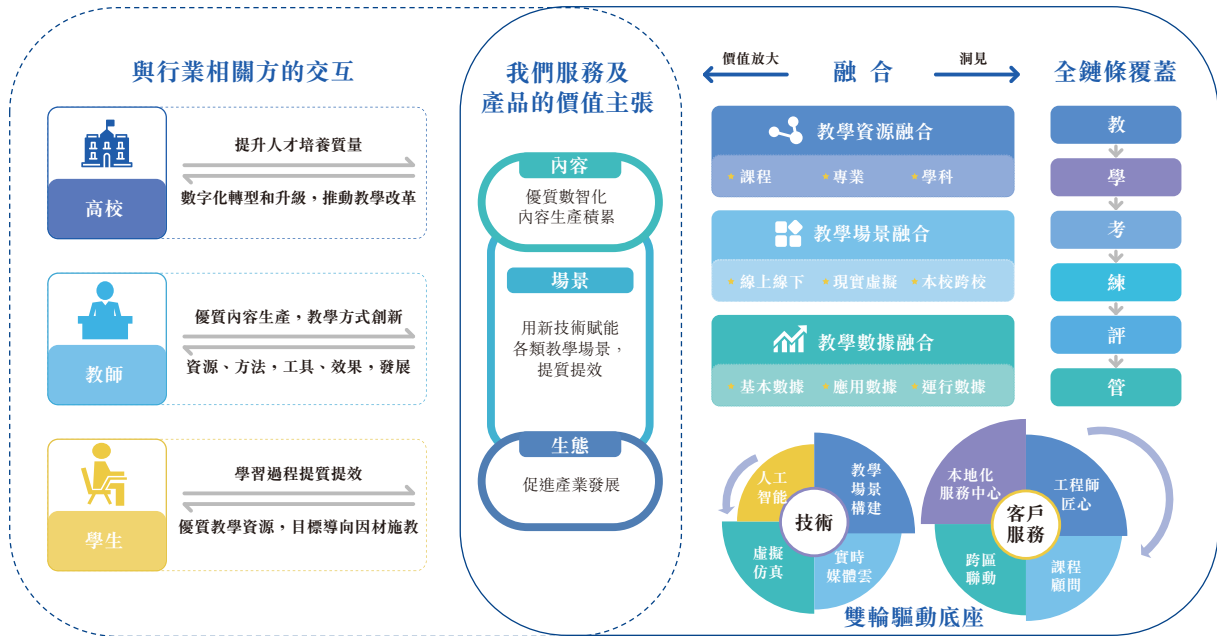 與行業相關方的交互
高校
提升人才培養質量
數字化轉型和升級，推動教學改革
教師
優質內容生產，教學方式創新
資源、方法，工具、效果，發展
學生
學習過程提質提效
優質教學資源，目標導向因材施教
我們服務及
產品的價值主張
內容
優質數智化
內容生產積累
場景
用新技術賦能
各類教學場景，
提質提效
生態
促進產業發展
價值放大
融合
洞見
教學資源融合
課程
專業
學科
教學場景融合
線上線下
現實虛擬
本校跨校
教學數據融合
基本數據
應用數據
運行數據
全鏈條覆蓋
教
學
考
練
評
管
人工
智能
教學
場景
構建
技術
虛擬
仿真
實時
媒體雲
本地化
服務中心
工程師
匠心
客戶
服務
跨區
聯動
課程
顧問
雙輪驅動底座